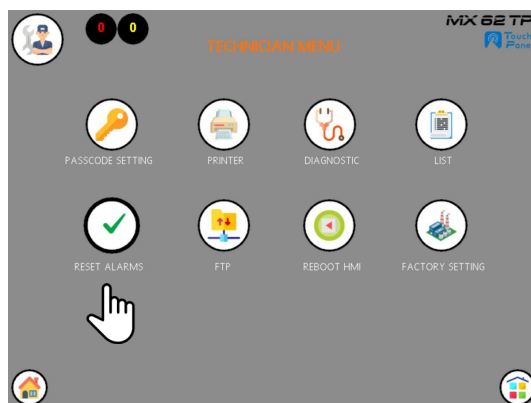 0 0
TECHNICIAN MENU
MX 62 TP
Touch
Panel
PASSCODE SETTING
PRINTER
DIAGNOSTIC
LIST
RESET ALARMS
FTP
REBOOT HMI
FACTORY SETTING